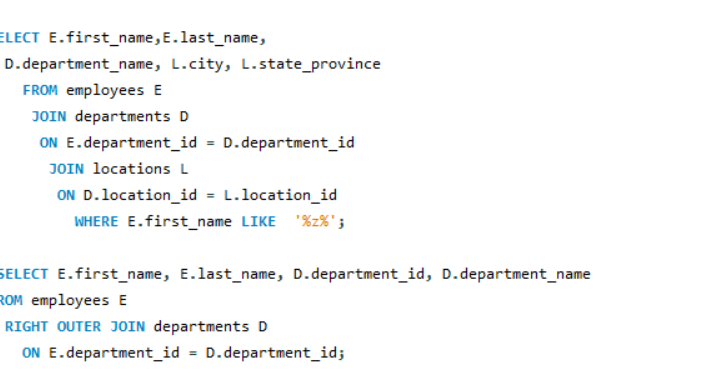 ELECT E.first_name,E.last_name,
D.department_name, L.city, L.state_province
FROM employees E
JOIN departments D
ON E.department_id = D.department_id
JOIN locations L
ON D.location_id = L.location_id
WHERE E.first_name LIKE '%z%';
SELECT E.first_name, E.last_name, D.department_id, D.department_name
ROM employees E
RIGHT OUTER JOIN departments D
ON E.department_id = D.department_id;